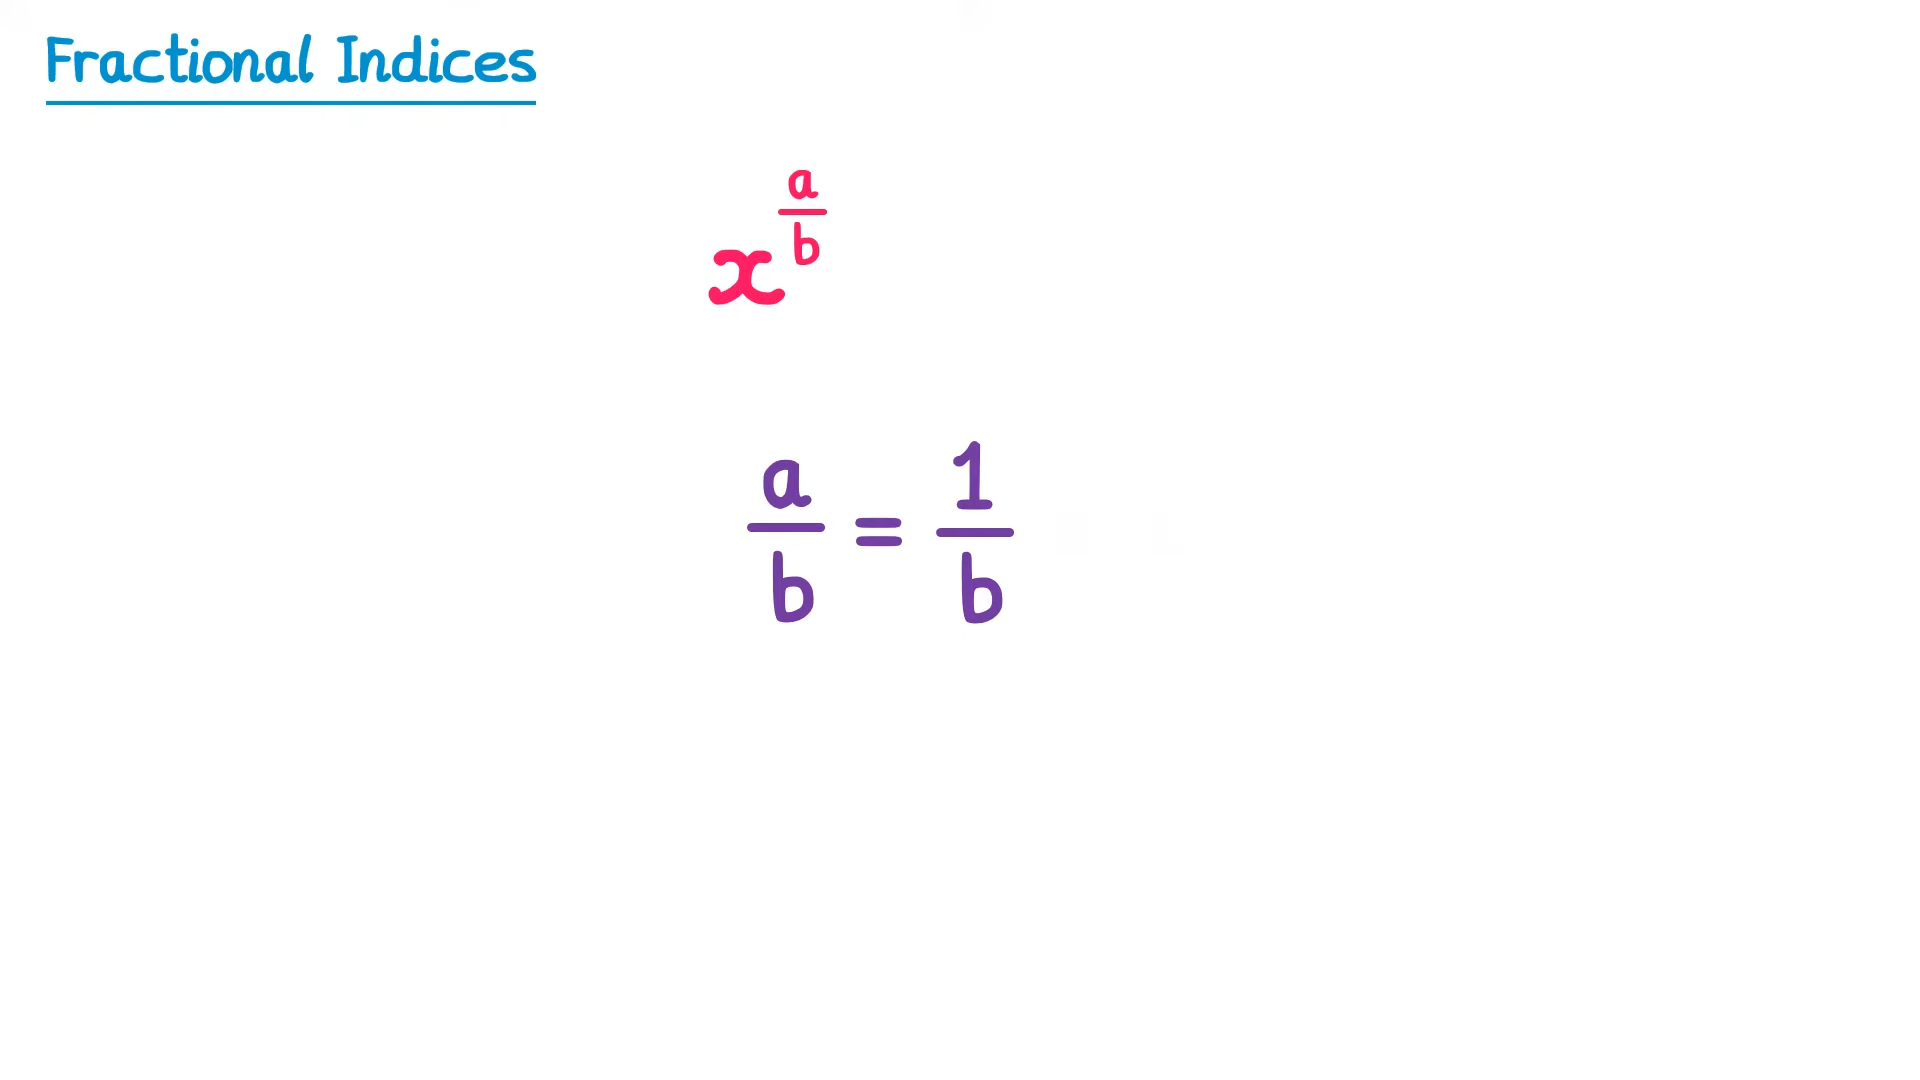 Fractional Indices
x^(a/b)
a/b = 1/b